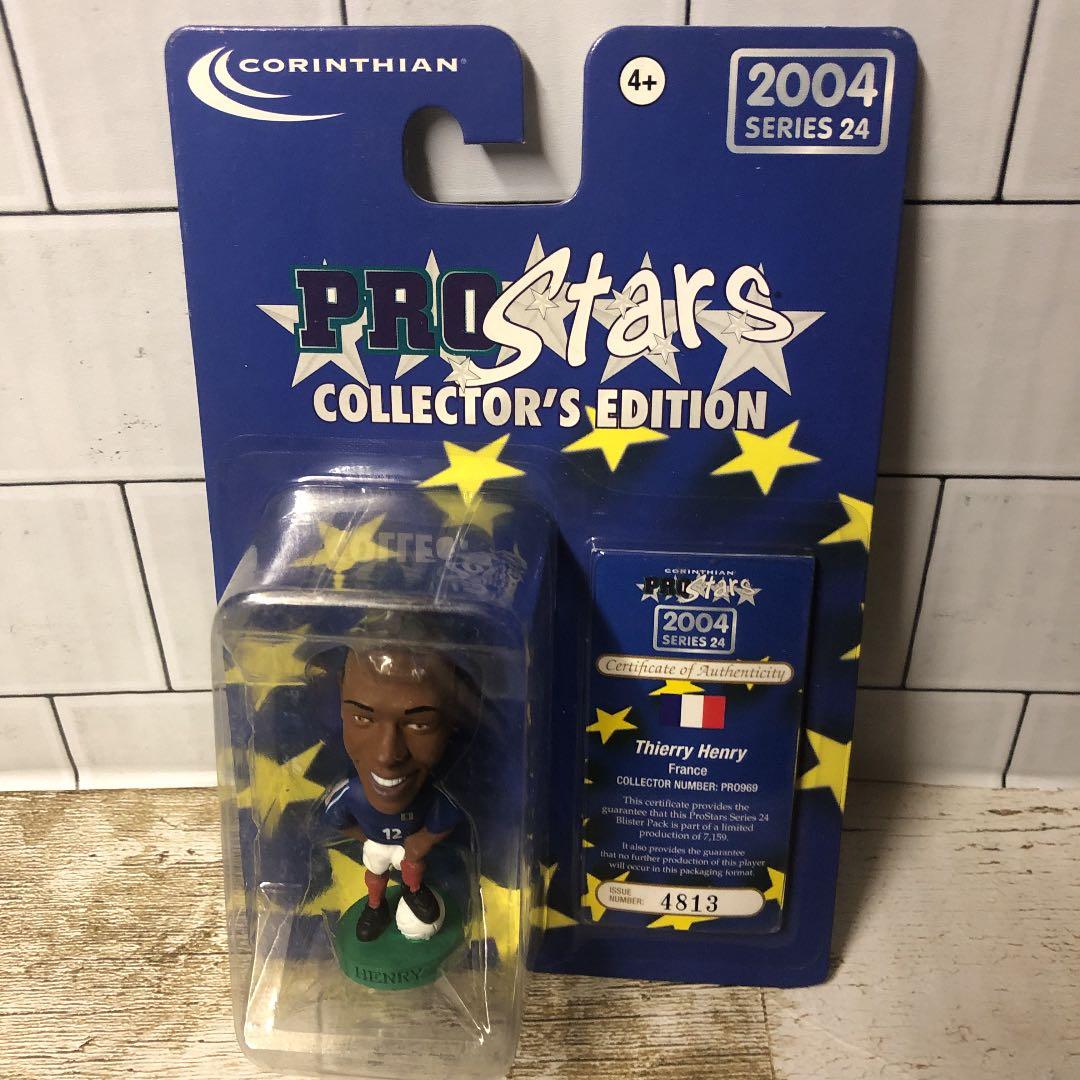 CORINTHIAN®
4+
2004
SERIES 24
PROStars
COLLECTOR'S EDITION
CORINTHIAN
PROStars
2004
SERIES 24
Certificate of Authenticity
Thierry Henry
France
COLLECTOR NUMBER: PRO969
This certificate provides the
guarantee that this ProStars Series 24
Blister Pack is part of a limited
production of 7,159.
It also provides the guarantee
that no further production of this player
will occur in this packaging format.
ISSUE
NUMBER: 4813
12
HENRY